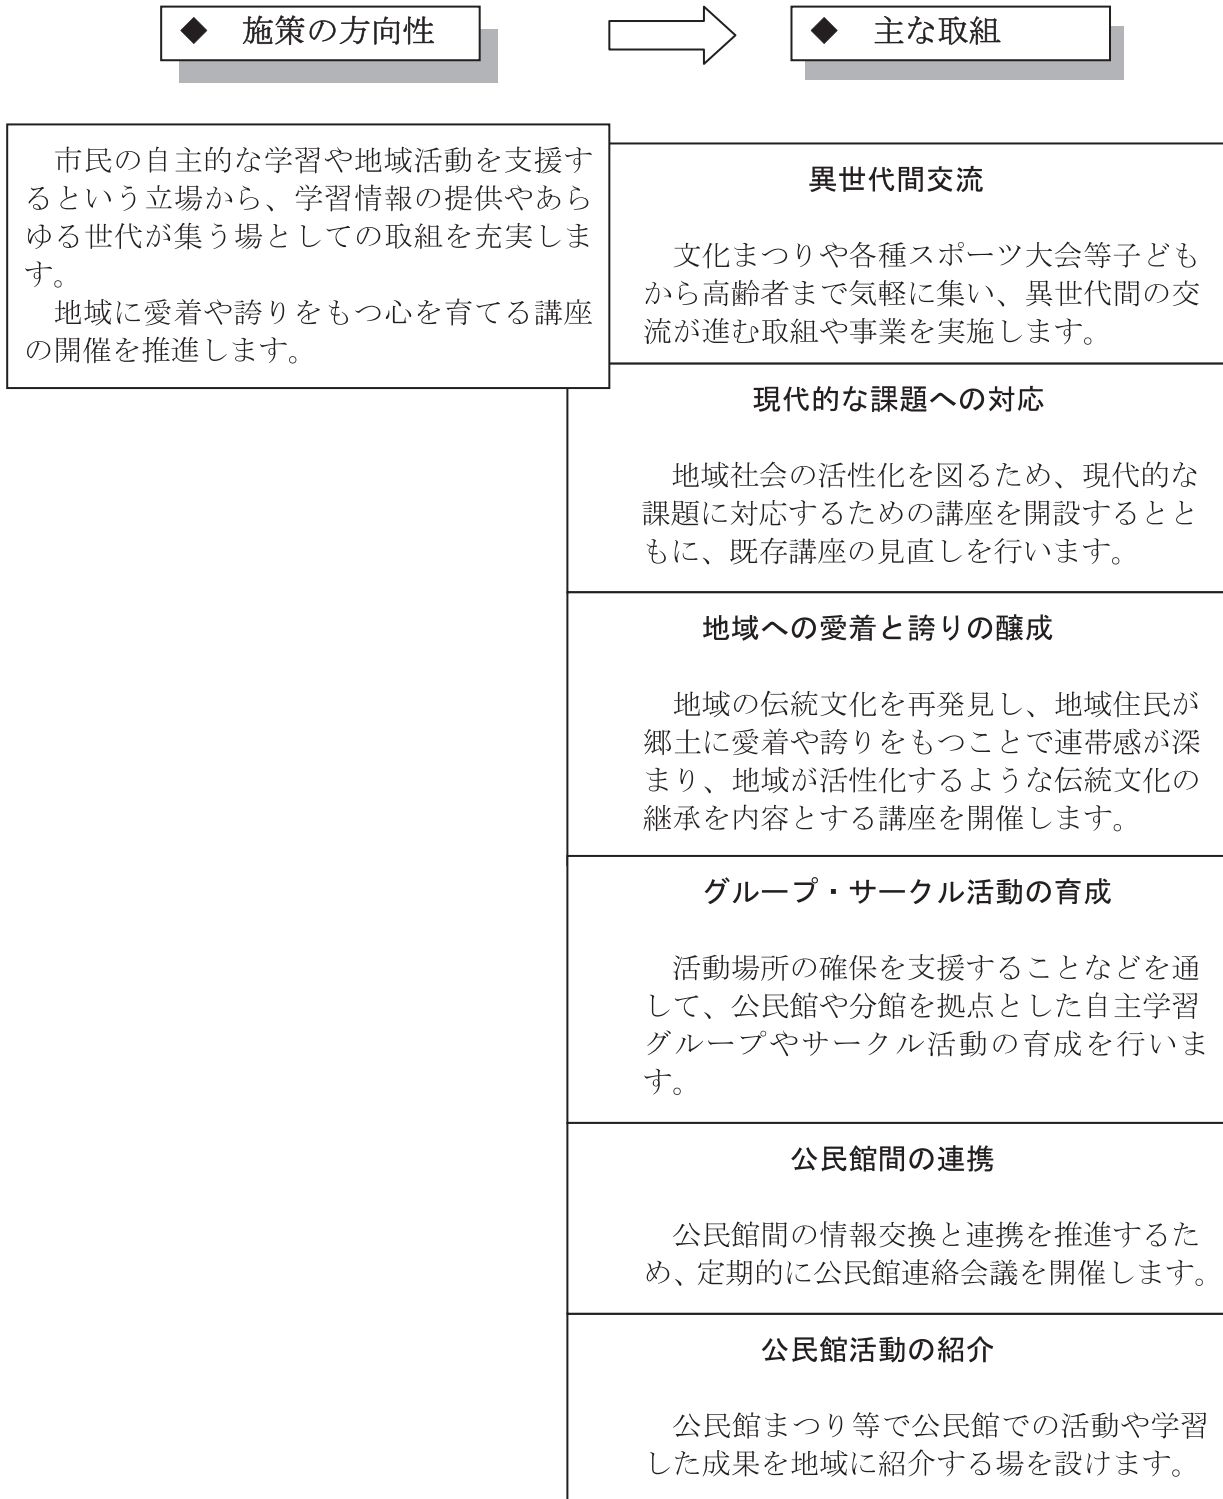 ◆　施策の方向性
◆　主な取組
　市民の自主的な学習や地域活動を支援す
るという立場から、学習情報の提供やあら
ゆる世代が集う場としての取組を充実しま
す。
　地域に愛着や誇りをもつ心を育てる講座
の開催を推進します。
異世代間交流
　文化まつりや各種スポーツ大会等子ども
から高齢者まで気軽に集い、異世代間の交
流が進む取組や事業を実施します。
現代的な課題への対応
　地域社会の活性化を図るため、現代的な
課題に対応するための講座を開設するとと
もに、既存講座の見直しを行います。
地域への愛着と誇りの醸成
　地域の伝統文化を再発見し、地域住民が
郷土に愛着や誇りをもつことで連帯感が深
まり、地域が活性化するような伝統文化の
継承を内容とする講座を開催します。
グループ・サークル活動の育成
　活動場所の確保を支援することなどを通
して、公民館や分館を拠点とした自主学習
グループやサークル活動の育成を行いま
す。
公民館間の連携
　公民館間の情報交換と連携を推進するた
め、定期的に公民館連絡会議を開催します。
公民館活動の紹介
　公民館まつり等で公民館での活動や学習
した成果を地域に紹介する場を設けます。